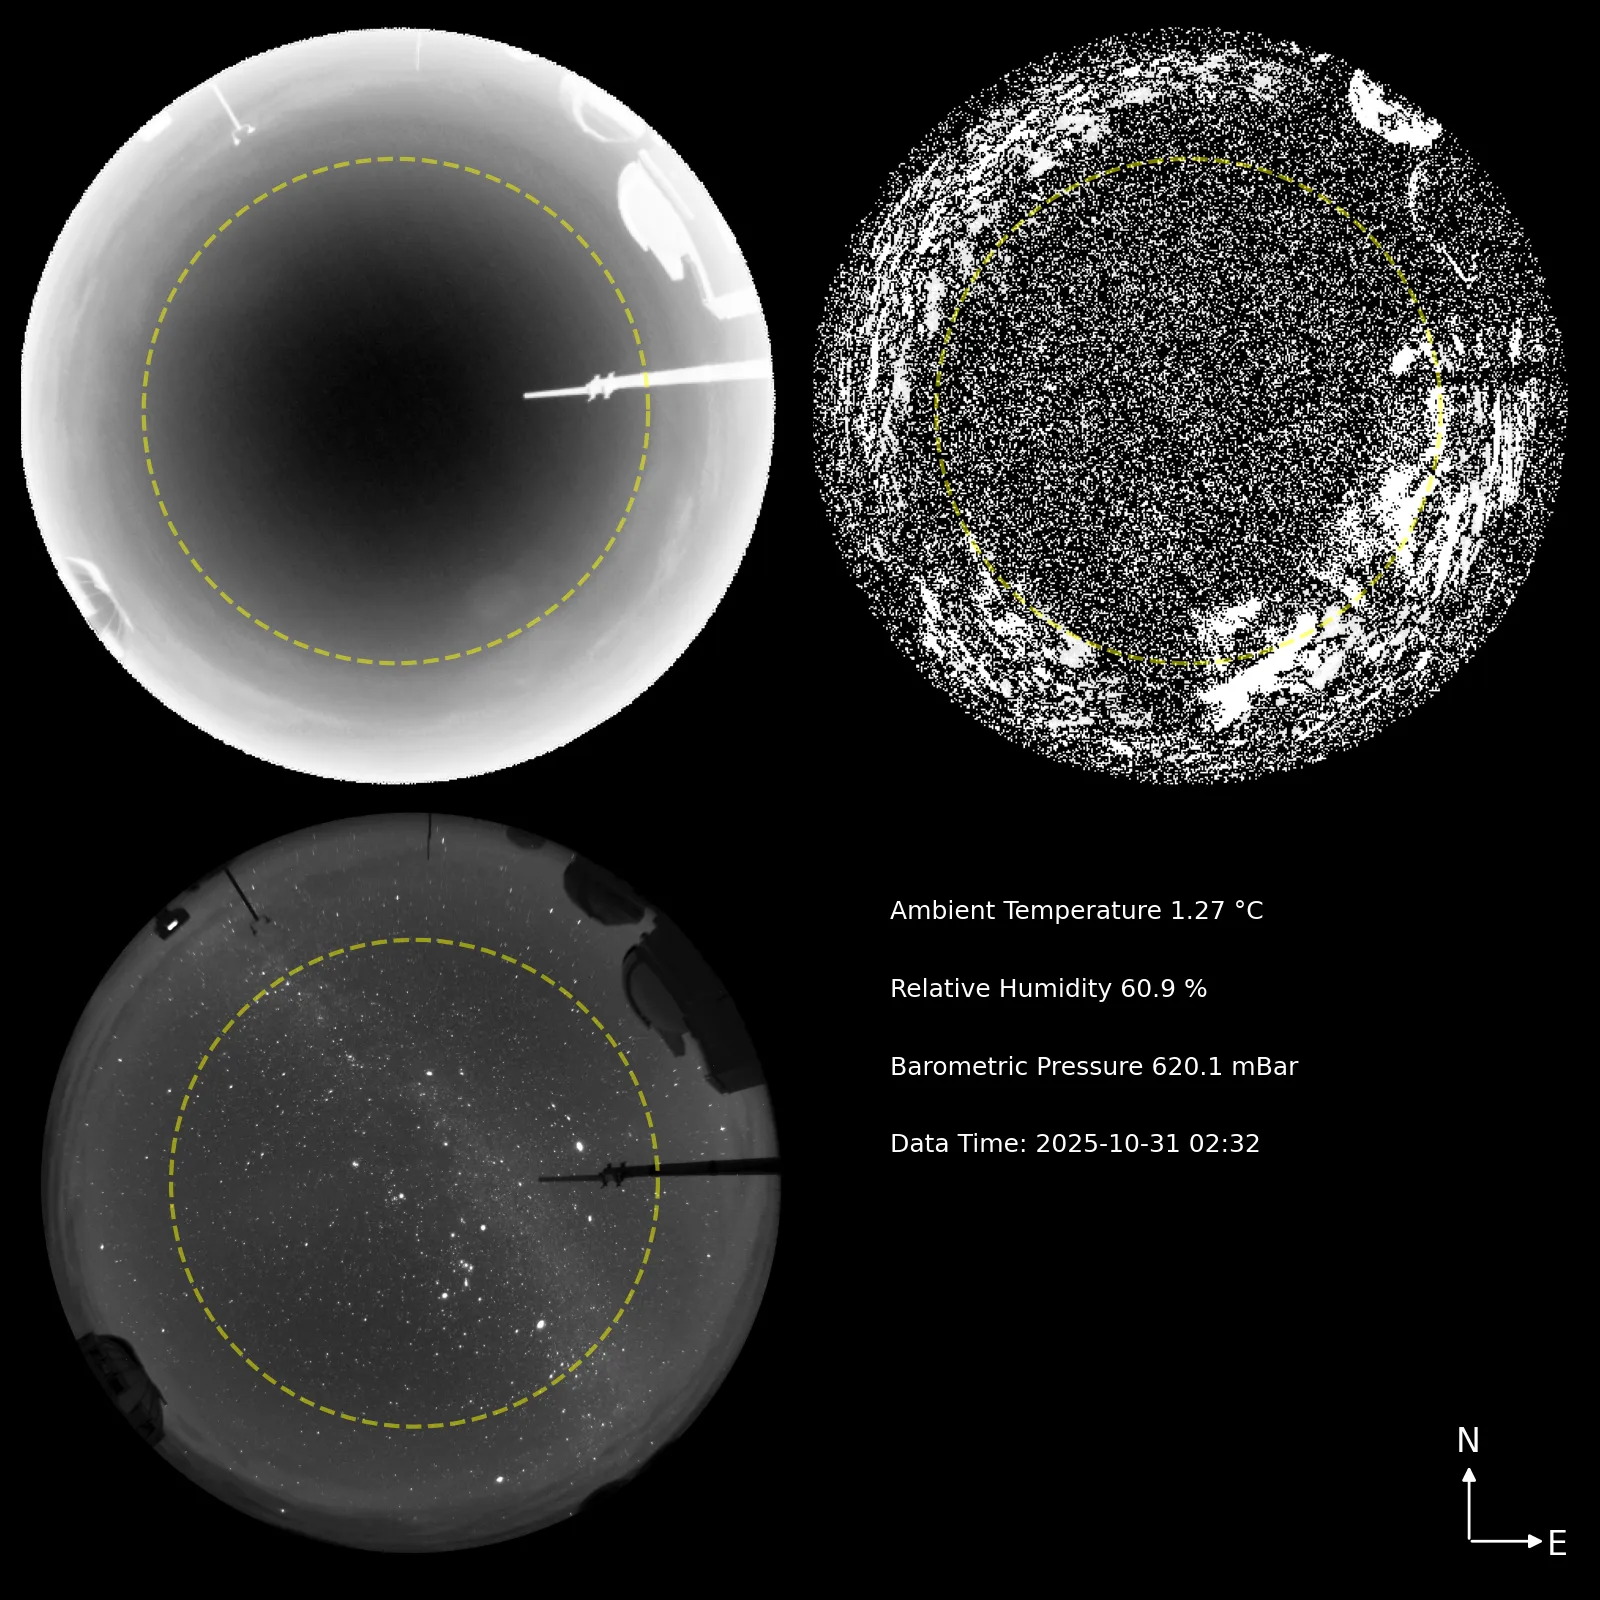 Ambient Temperature 1.27 °C
Relative Humidity 60.9 %
Barometric Pressure 620.1 mBar
Data Time: 2025-10-31 02:32
N
E